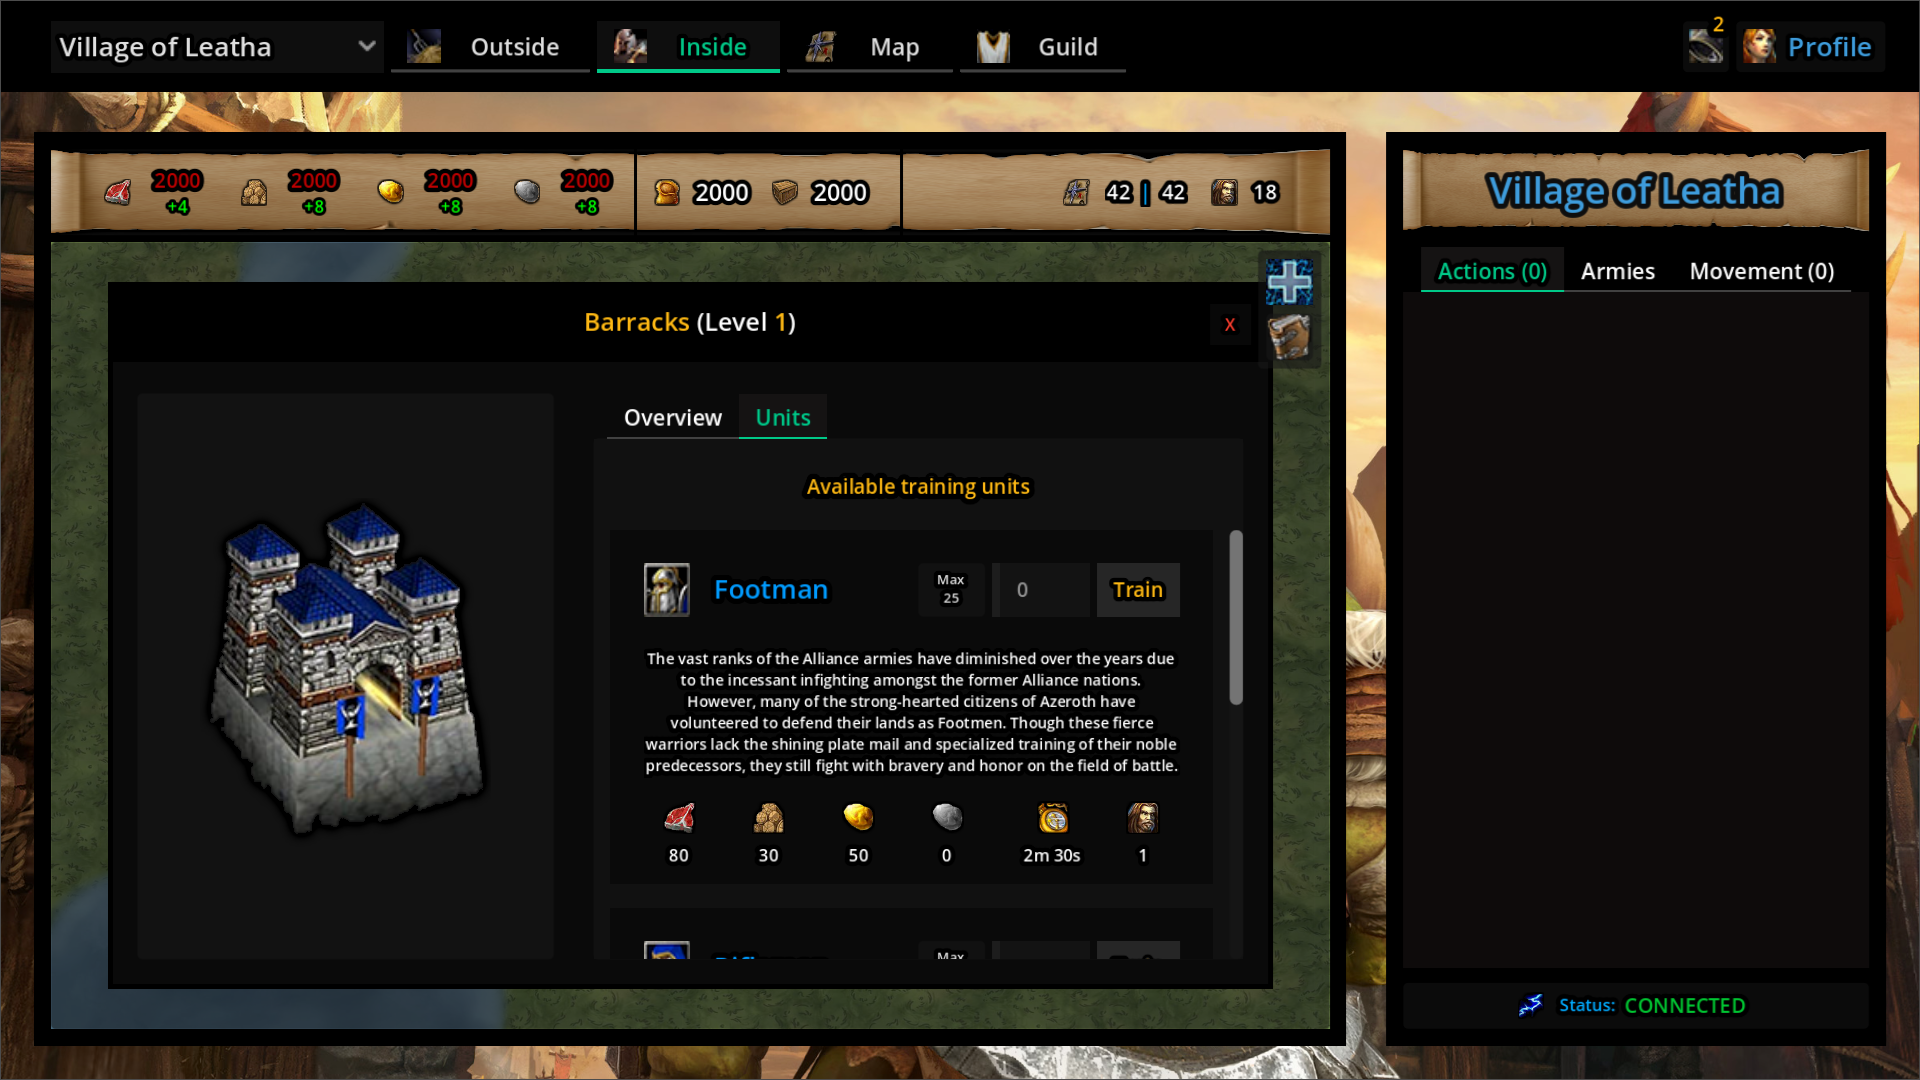 Village of Leatha
Outside
Inside
Map
Guild
2
Profile
2000
+4
2000
+8
2000
+8
2000
+8
2000
2000
42 | 42
18
Village of Leatha
Actions (0)
Armies
Movement (0)
Barracks (Level 1)
X
Overview
Units
Available training units
Footman
Max
25
0
Train
The vast ranks of the Alliance armies have diminished over the years due
to the incessant infighting amongst the former Alliance nations.
However, many of the strong-hearted citizens of Azeroth have
volunteered to defend their lands as Footmen. Though these fierce
warriors lack the shining plate mail and specialized training of their noble
predecessors, they still fight with bravery and honor on the field of battle.
80
30
50
0
2m 30s
1
Max
Status: CONNECTED